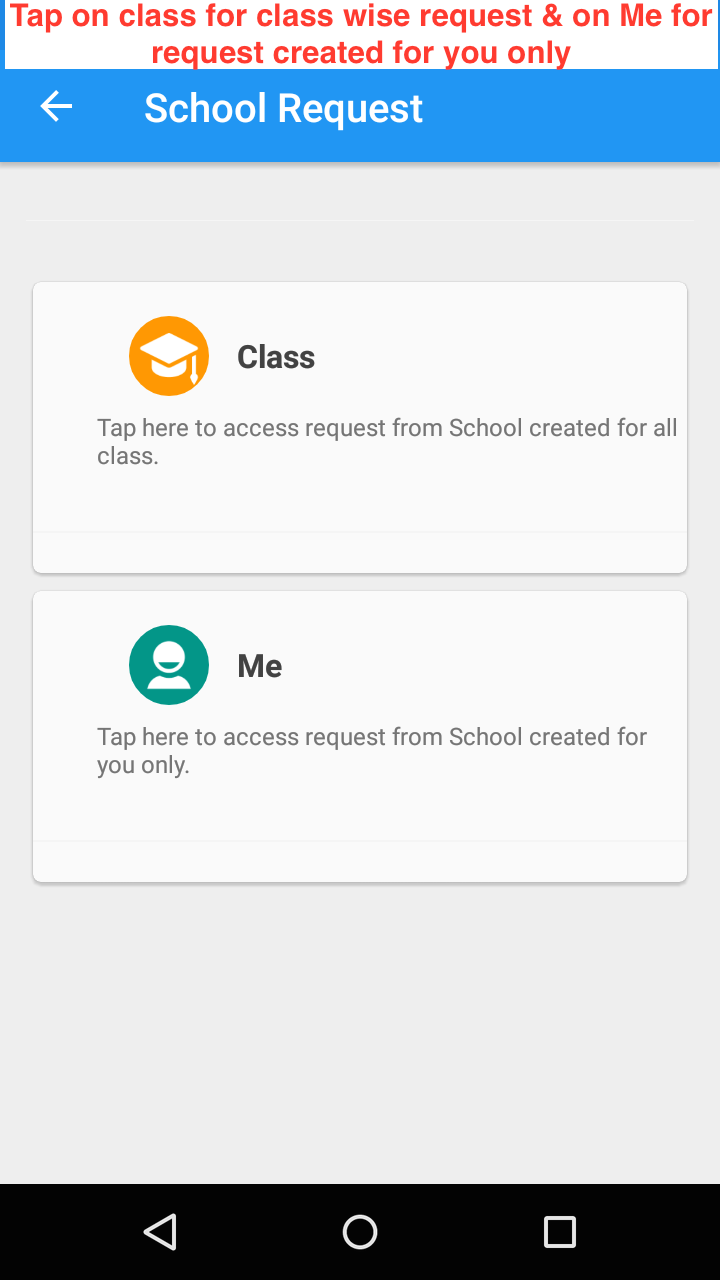 Tap on class for class wise request & on Me for
request created for you only
School Request
Class
Tap here to access request from School created for all
class.
Me
Tap here to access request from School created for
you only.